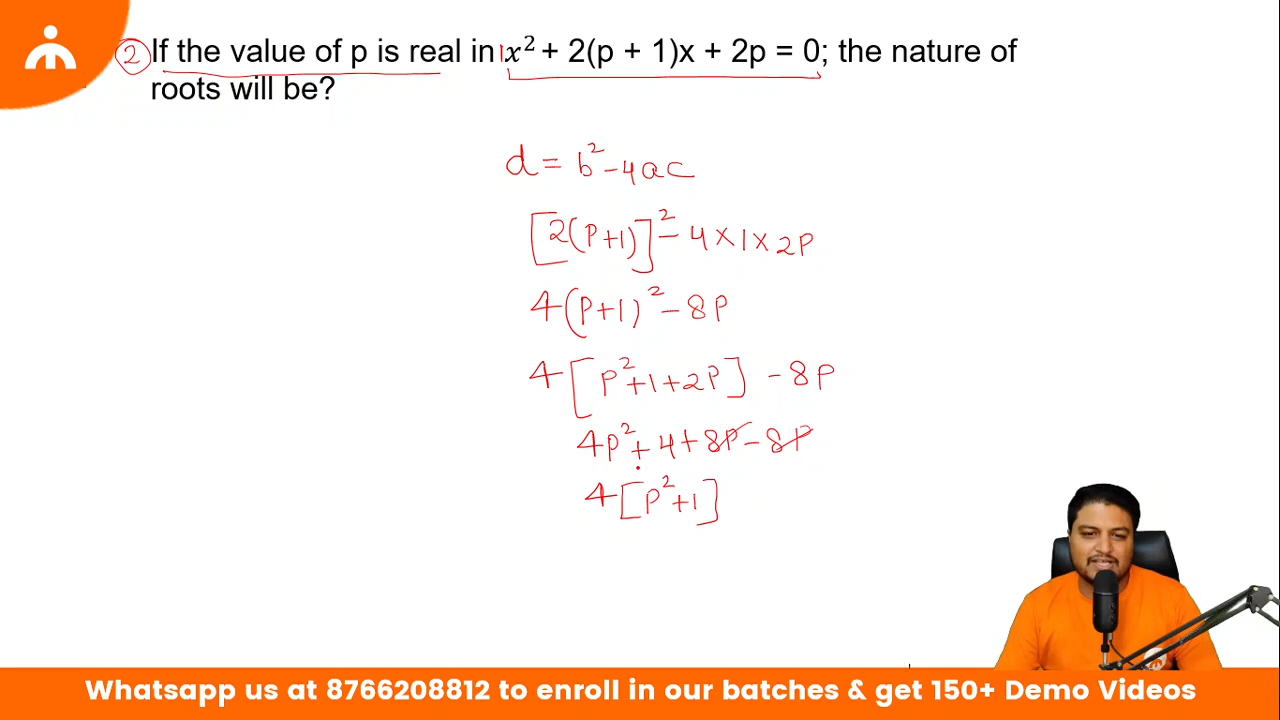 ② If the value of p is real in 1x² + 2(p + 1)x + 2p = 0; the nature of
roots will be?
d = b² - 4ac
[2(P+1)]² - 4 × 1 × 2P
4(P+1)² - 8P
4[P² + 1 + 2P] - 8P
4P² + 4 + 8P - 8P
4[P² + 1]
Whatsapp us at 8766208812 to enroll in our batches & get 150+ Demo Videos